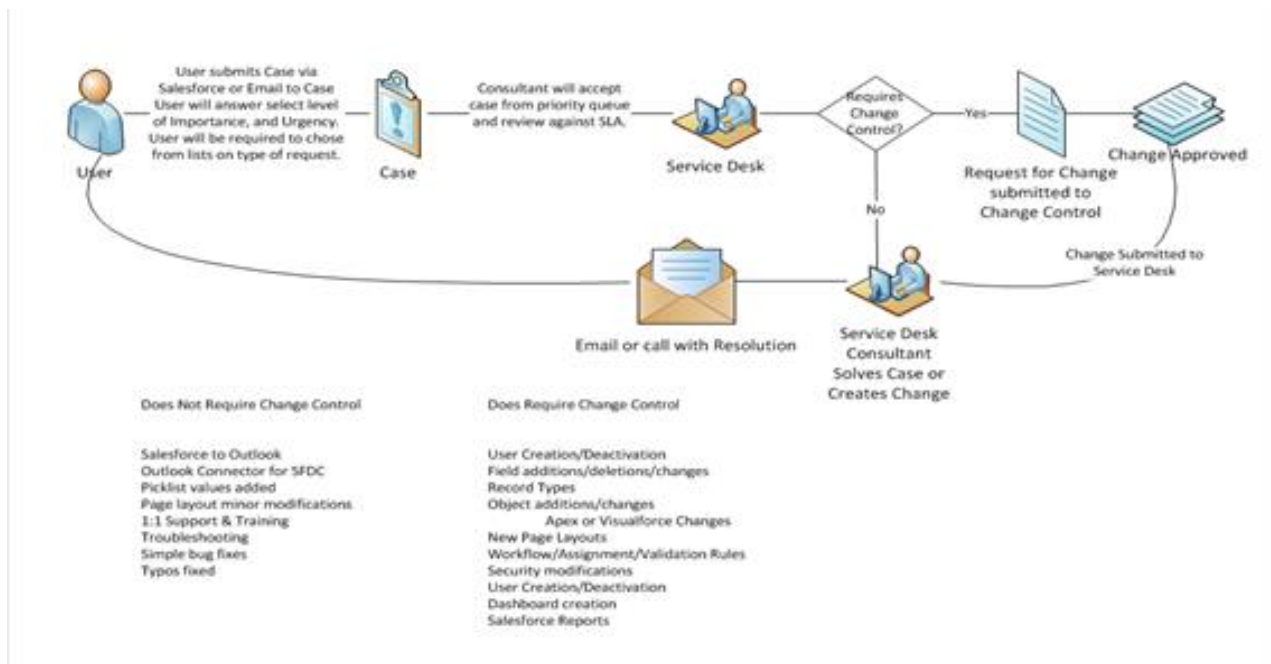 User submits Case via
Salesforce or Email to Case
User will answer select level
of Importance, and Urgency.
User will be required to chose
from lists on type of request.
User
Case
Consultant will accept
case from priority queue
and review against SLA.
Service Desk
Requires
Change
Control?
Yes
No
Request for Change
submitted to
Change Control
Change Approved
Change Submitted to
Service Desk
Email or call with Resolution
Service Desk
Consultant
Solves Case or
Creates Change
Does Not Require Change Control
Salesforce to Outlook
Outlook Connector for SFDC
Picklist values added
Page layout minor modifications
1:1 Support & Training
Troubleshooting
Simple bug fixes
Typos fixed
Does Require Change Control
User Creation/Deactivation
Field additions/deletions/changes
Record Types
Object additions/changes
Apex or Visualforce Changes
New Page Layouts
Workflow/Assignment/Validation Rules
Security modifications
User Creation/Deactivation
Dashboard creation
Salesforce Reports